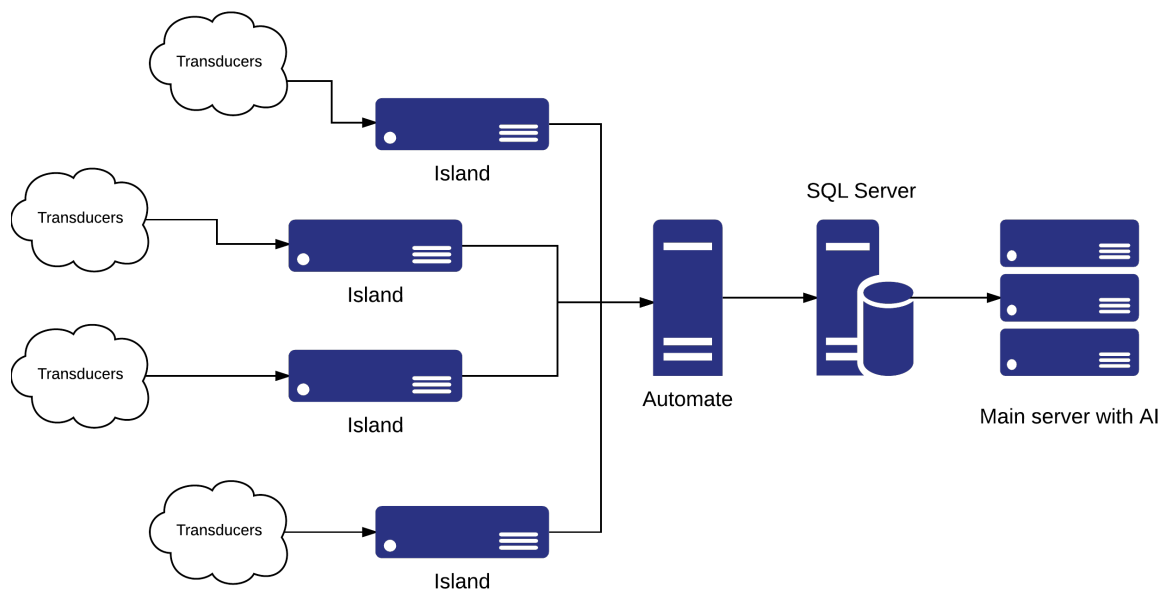 Transducers
Island
Transducers
Island
Transducers
Island
Transducers
Island
Automate
SQL Server
Main server with AI